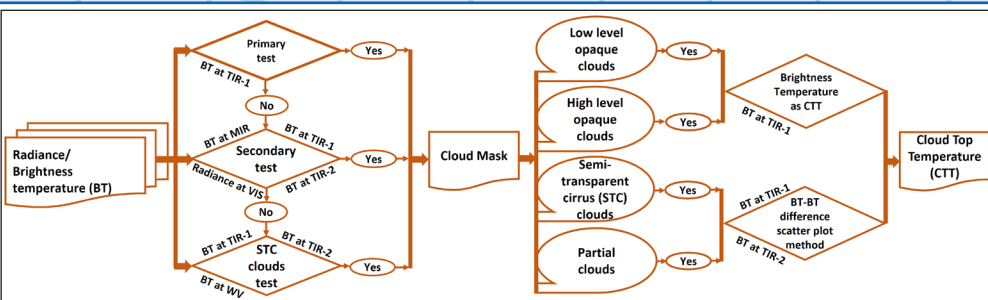 Radiance/
Brightness
temperature (BT)
Primary
test
BT at TIR-1
Yes
No
BT at MIR
BT at TIR-1
Secondary
test
Radiance at VIS
BT at TIR-2
Yes
No
BT at TIR-1
BT at TIR-2
STC
clouds
test
BT at WV
Yes
Cloud Mask
Low level
opaque
clouds
Yes
High level
opaque
clouds
Yes
Semi-
transparent
cirrus (STC)
clouds
Yes
Partial
clouds
Yes
Brightness
Temperature
as CTT
BT at TIR-1
BT at TIR-1
BT-BT
difference
scatter plot
method
BT at TIR-2
Cloud Top
Temperature
(CTT)